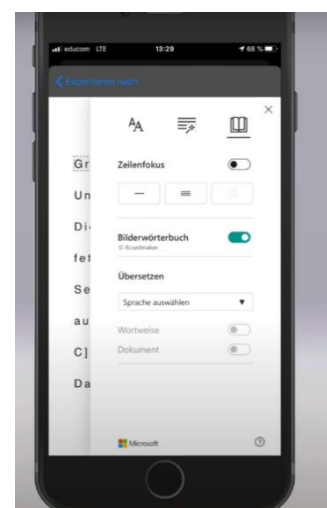 educom LTE 13:29 68 %
Exportieren nach
AA
Gr
Zeilenfokus
Un
Di
Bilderwörterbuch
© Boardmaker
fet
Übersetzen
Se
Sprache auswählen
au
Wortweise
C]
Dokument
Da
Microsoft